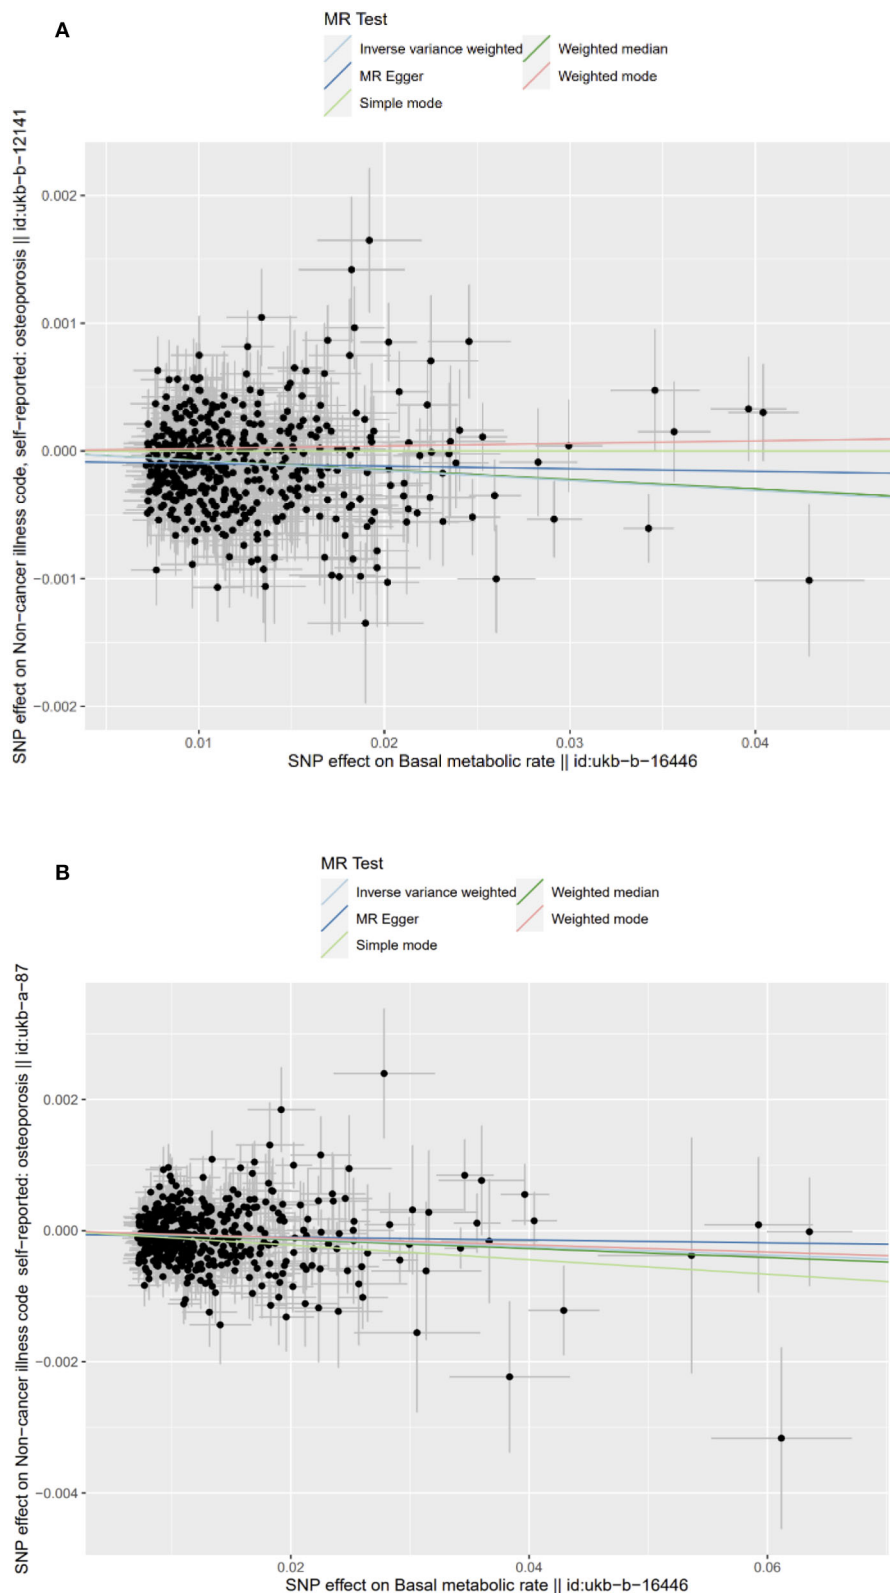 A
MR Test
Inverse variance weighted
Weighted median
MR Egger
Weighted mode
Simple mode
SNP effect on Non−cancer illness code, self−reported: osteoporosis || id:ukb−b−12141
0.002
0.001
0.000
−0.001
−0.002
0.01 0.02 0.03 0.04
SNP effect on Basal metabolic rate || id:ukb−b−16446
B
MR Test
Inverse variance weighted
Weighted median
MR Egger
Weighted mode
Simple mode
SNP effect on Non−cancer illness code self−reported: osteoporosis || id:ukb−a−87
0.002
0.000
−0.002
−0.004
0.02 0.04 0.06
SNP effect on Basal metabolic rate || id:ukb−b−16446